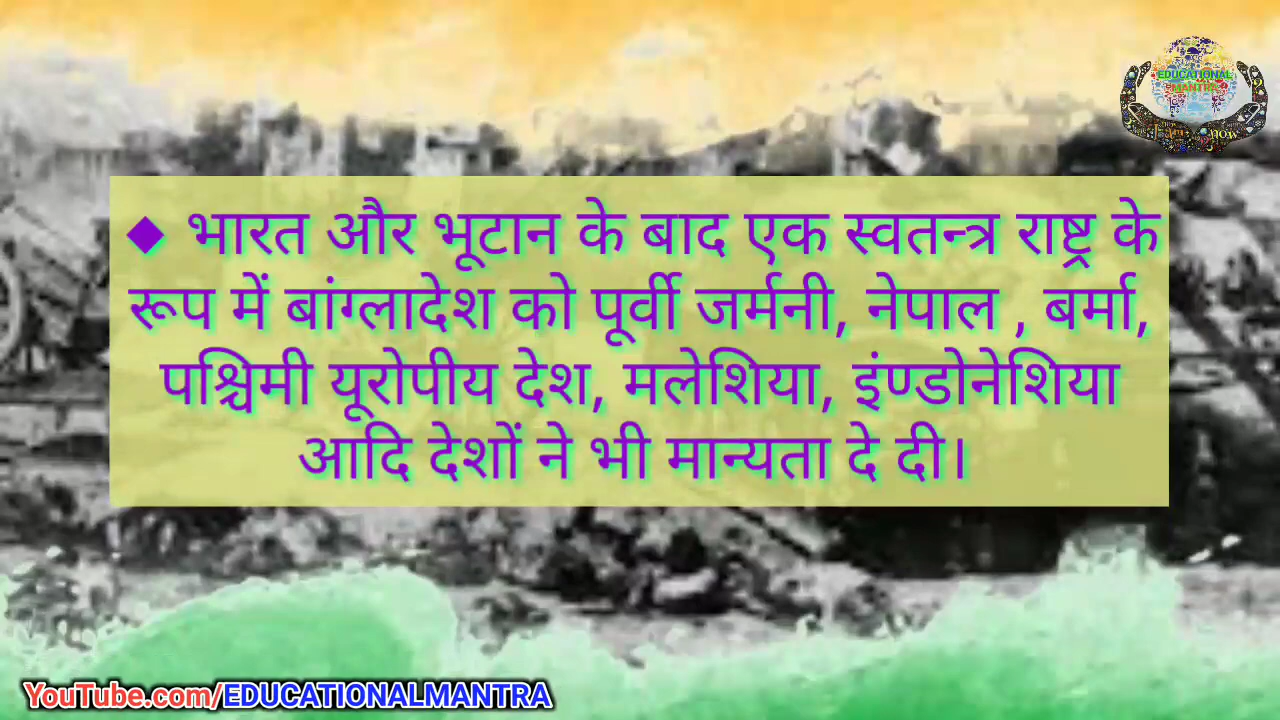 EDUCATIONAL
MANTRA
◆ भारत और भूटान के बाद एक स्वतन्त्र राष्ट्र के
रूप में बांग्लादेश को पूर्वी जर्मनी, नेपाल , बर्मा,
पश्चिमी यूरोपीय देश, मलेशिया, इंण्डोनेशिया
आदि देशों ने भी मान्यता दे दी।
YouTube.com/EDUCATIONALMANTRA